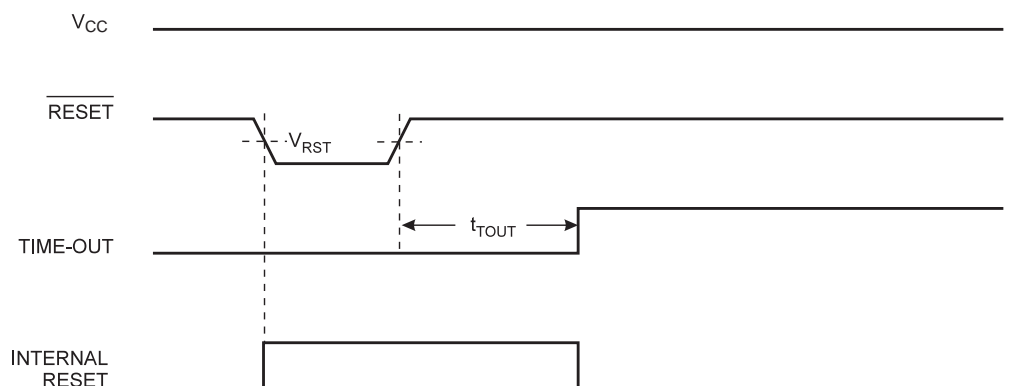 VCC
RESET
VRST
tTOUT
TIME-OUT
INTERNAL
RESET